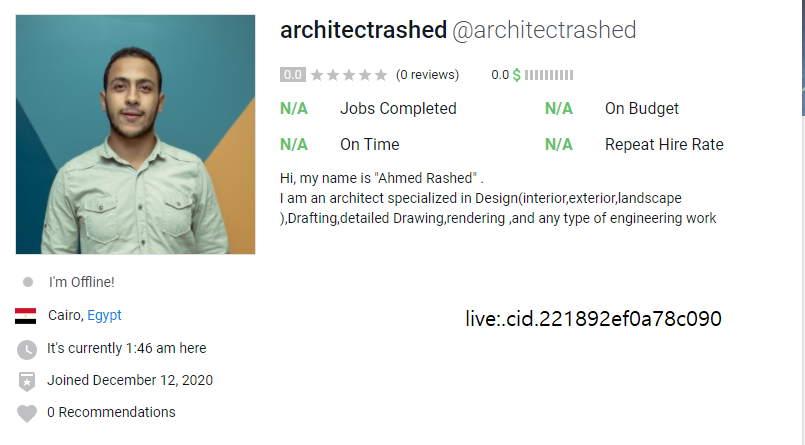 architectrashed @architectrashed
0.0 (0 reviews) 0.0 $
N/A Jobs Completed N/A On Budget
N/A On Time N/A Repeat Hire Rate
Hi, my name is "Ahmed Rashed" .
I am an architect specialized in Design(interior,exterior,landscape
),Drafting,detailed Drawing,rendering ,and any type of engineering work
I'm Offline!
Cairo, Egypt
live:.cid.221892ef0a78c090
It's currently 1:46 am here
Joined December 12, 2020
0 Recommendations